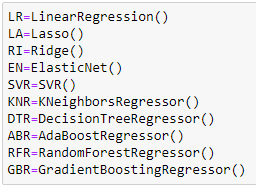 LR=LinearRegression()
LA=Lasso()
RI=Ridge()
EN=ElasticNet()
SVR=SVR()
KNR=KNeighborsRegressor()
DTR=DecisionTreeRegressor()
ABR=AdaBoostRegressor()
RFR=RandomForestRegressor()
GBR=GradientBoostingRegressor()